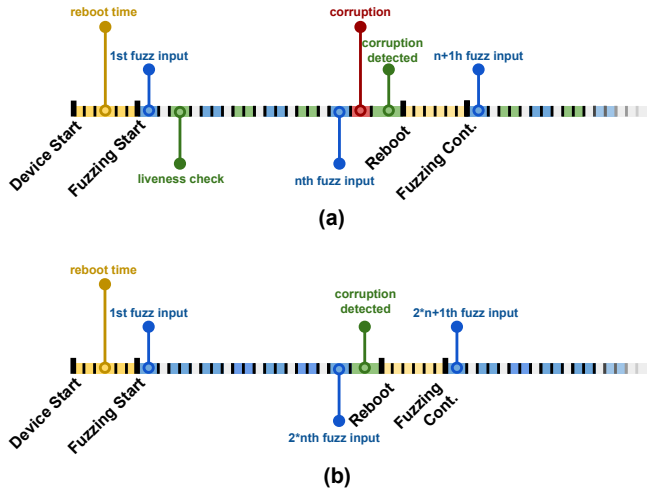 reboot time
corruption
1st fuzz input
corruption
detected
n+1h fuzz input
Device Start
Fuzzing Start
liveness check
nth fuzz input
Reboot
Fuzzing Cont.
(a)
reboot time
1st fuzz input
corruption
detected
2*n+1th fuzz input
Device Start
Fuzzing Start
2*nth fuzz input
Reboot
Fuzzing
Cont.
(b)